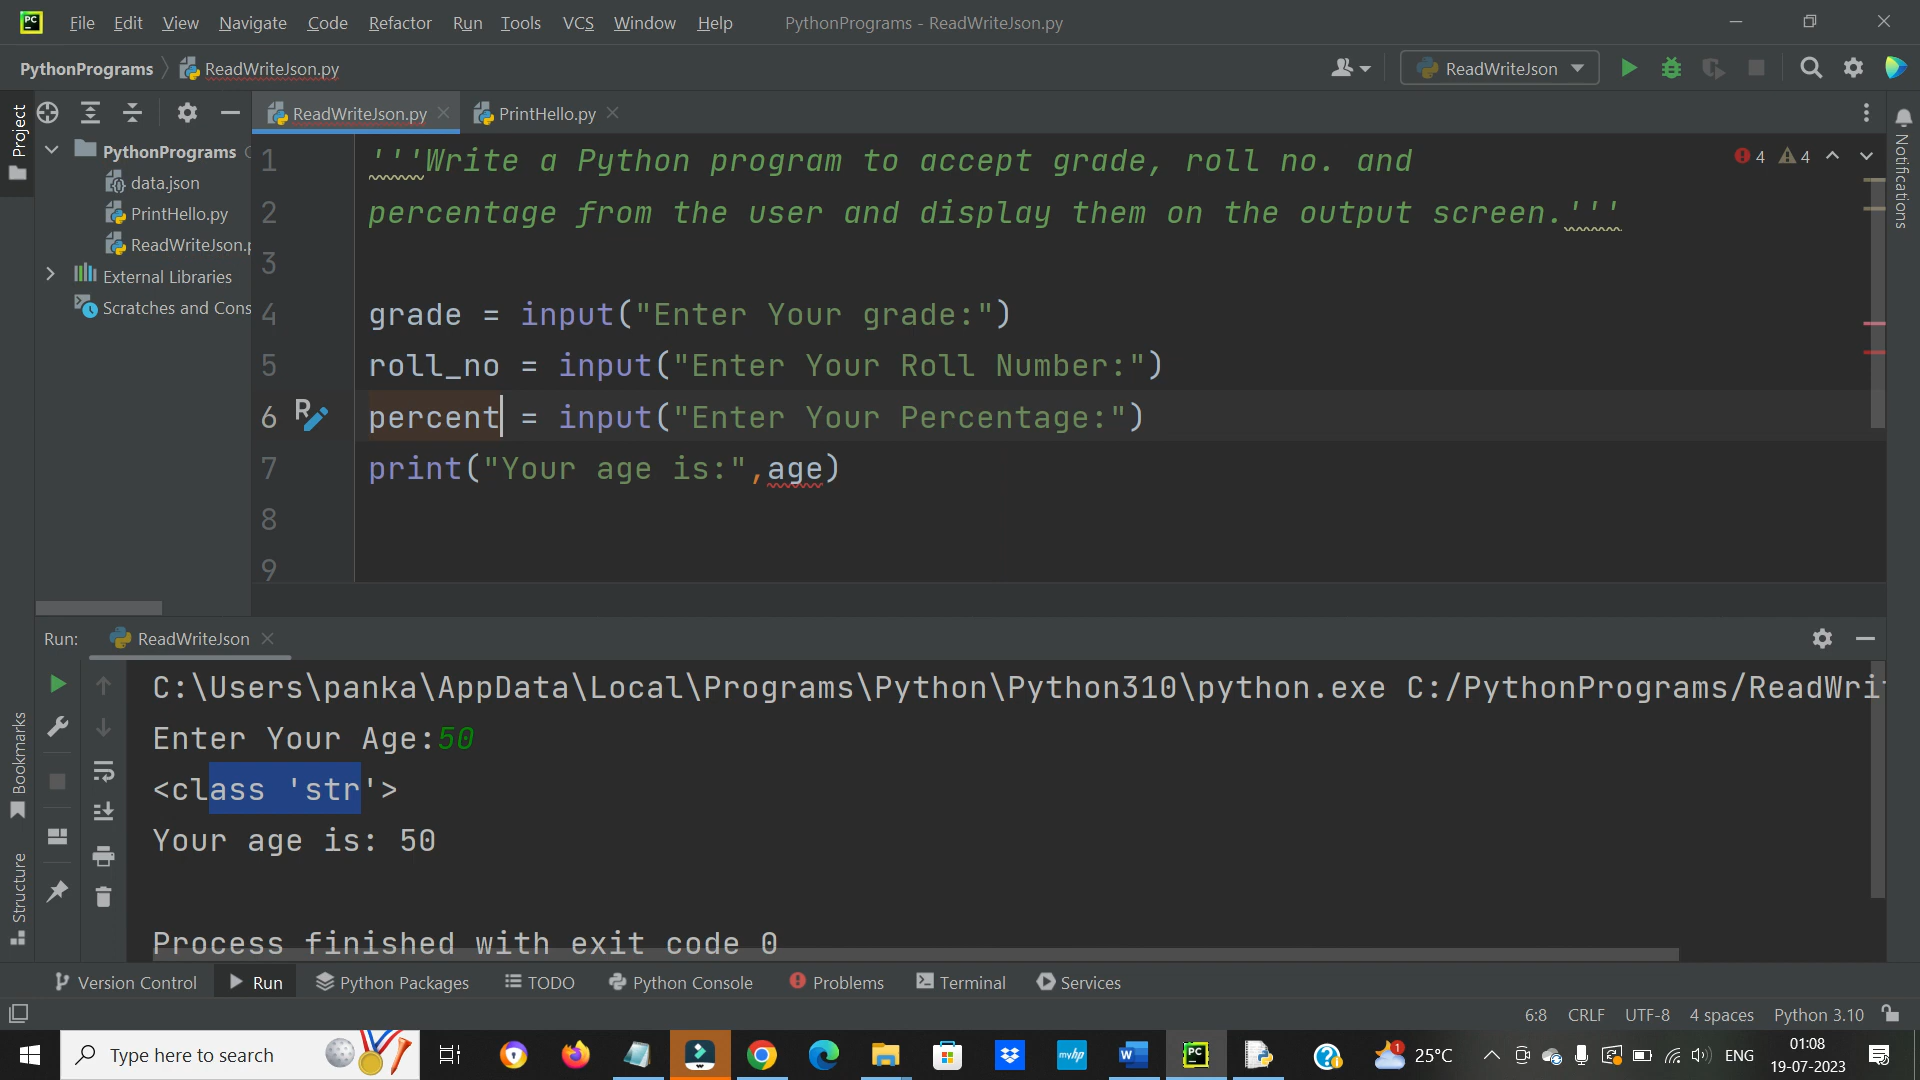 File Edit View Navigate Code Refactor Run Tools VCS Window Help PythonPrograms - ReadWriteJson.py
PythonPrograms ReadWriteJson.py ReadWriteJson
Project
ReadWriteJson.py PrintHello.py
Notifications
PythonPrograms
data.json
PrintHello.py
ReadWriteJson.p
External Libraries
Scratches and Cons
4 4
1 '''Write a Python program to accept grade, roll no. and
2 percentage from the user and display them on the output screen.'''
3
4 grade = input("Enter Your grade:")
5 roll_no = input("Enter Your Roll Number:")
6 percent = input("Enter Your Percentage:")
7 print("Your age is:",age)
8
9
Run: ReadWriteJson
C:\Users\panka\AppData\Local\Programs\Python\Python310\python.exe C:/PythonPrograms/ReadWrit
Enter Your Age:50
<class 'str'>
Your age is: 50
Process finished with exit code 0
Bookmarks
Structure
Version Control Run Python Packages TODO Python Console Problems Terminal Services
6:8 CRLF UTF-8 4 spaces Python 3.10
Type here to search
25°C ENG
01:08
19-07-2023